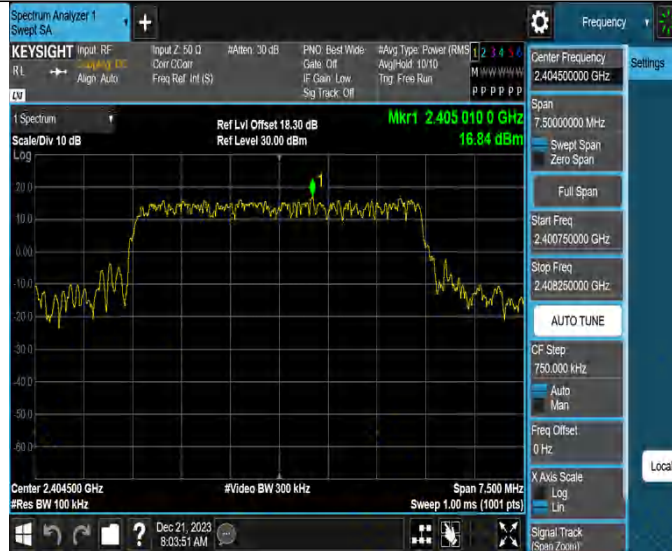 Spectrum Analyzer 1
Swept SA
+
Frequency
KEYSIGHT
RL
Input: RF
Coupling: DC
Align: Auto
Input Z: 50 Ω
Corr CCorr
Freq Ref: Int (S)
#Atten: 30 dB
PNO: Best Wide
Gate: Off
IF Gain: Low
Sig Track: Off
#Avg Type: Power (RMS
Avg|Hold: 10/10
Trig: Free Run
1 2 3 4 5 6
M W W W W W
P P P P P P
1 Spectrum
Scale/Div 10 dB
Log
Ref Lvl Offset 18.30 dB
Ref Level 30.00 dBm
Mkr1 2.405 010 0 GHz
16.84 dBm
1
20.0
10.0
0.00
-10.0
-20.0
-30.0
-40.0
-50.0
-60.0
Center 2.404500 GHz
#Res BW 100 kHz
#Video BW 300 kHz
Span 7.500 MHz
Sweep 1.00 ms (1001 pts)
Dec 21, 2023
8:03:51 AM
?
Center Frequency
2.404500000 GHz
Settings
Span
7.50000000 MHz
Swept Span
Zero Span
Full Span
Start Freq
2.400750000 GHz
Stop Freq
2.408250000 GHz
AUTO TUNE
CF Step
750.000 kHz
Auto
Man
Freq Offset
0 Hz
X Axis Scale
Log
Lin
Signal Track
(Span Zoom)
Local